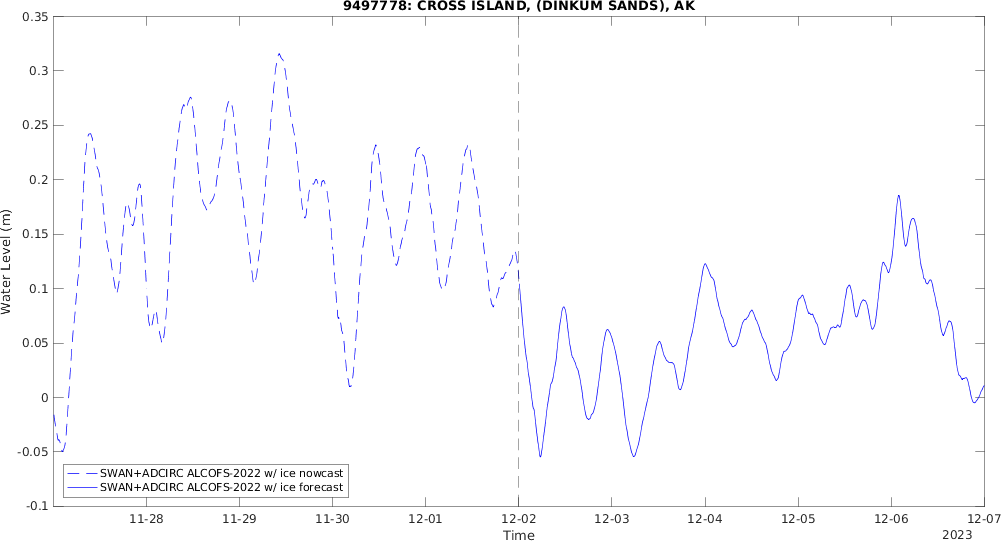 9497778: CROSS ISLAND, (DINKUM SANDS), AK
0.35
0.3
0.25
0.2
0.15
0.1
0.05
0
-0.05
-0.1
Water Level (m)
SWAN+ADCIRC ALCOFS-2022 w/ ice nowcast
SWAN+ADCIRC ALCOFS-2022 w/ ice forecast
11-28 11-29 11-30 12-01 12-02 12-03 12-04 12-05 12-06 12-07
Time
2023